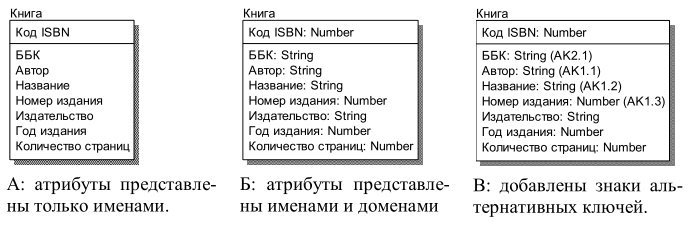 Книга
Код ISBN
ББК
Автор
Название
Номер издания
Издательство
Год издания
Количество страниц
А: атрибуты представле-
ны только именами.
Книга
Код ISBN: Number
ББК: String
Автор: String
Название: String
Номер издания: Number
Издательство: String
Год издания: Number
Количество страниц: Number
Б: атрибуты представле-
ны именами и доменами
Книга
Код ISBN: Number
ББК: String (AK2.1)
Автор: String (AK1.1)
Название: String (AK1.2)
Номер издания: Number (AK1.3)
Издательство: String
Год издания: Number
Количество страниц: Number
В: добавлены знаки аль-
тернативных ключей.